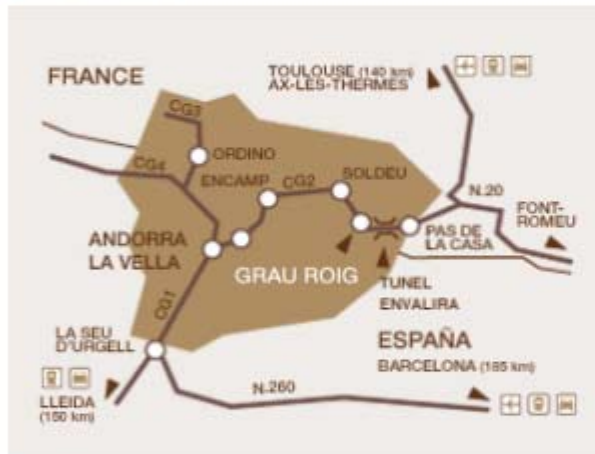 FRANCE
TOULOUSE (140 km)
AX-LES-THERMES
CG3
ORDINO
CG4
ENCAMP
CG2
SOLDEU
N.20
FONT-
ROMEU
ANDORRA
LA VELLA
PAS DE
LA CASA
GRAU ROIG
TUNEL
ENVALIRA
CG1
LA SEU
D'URGELL
ESPAÑA
BARCELONA (185 km)
LLEIDA
(150 km)
N.260